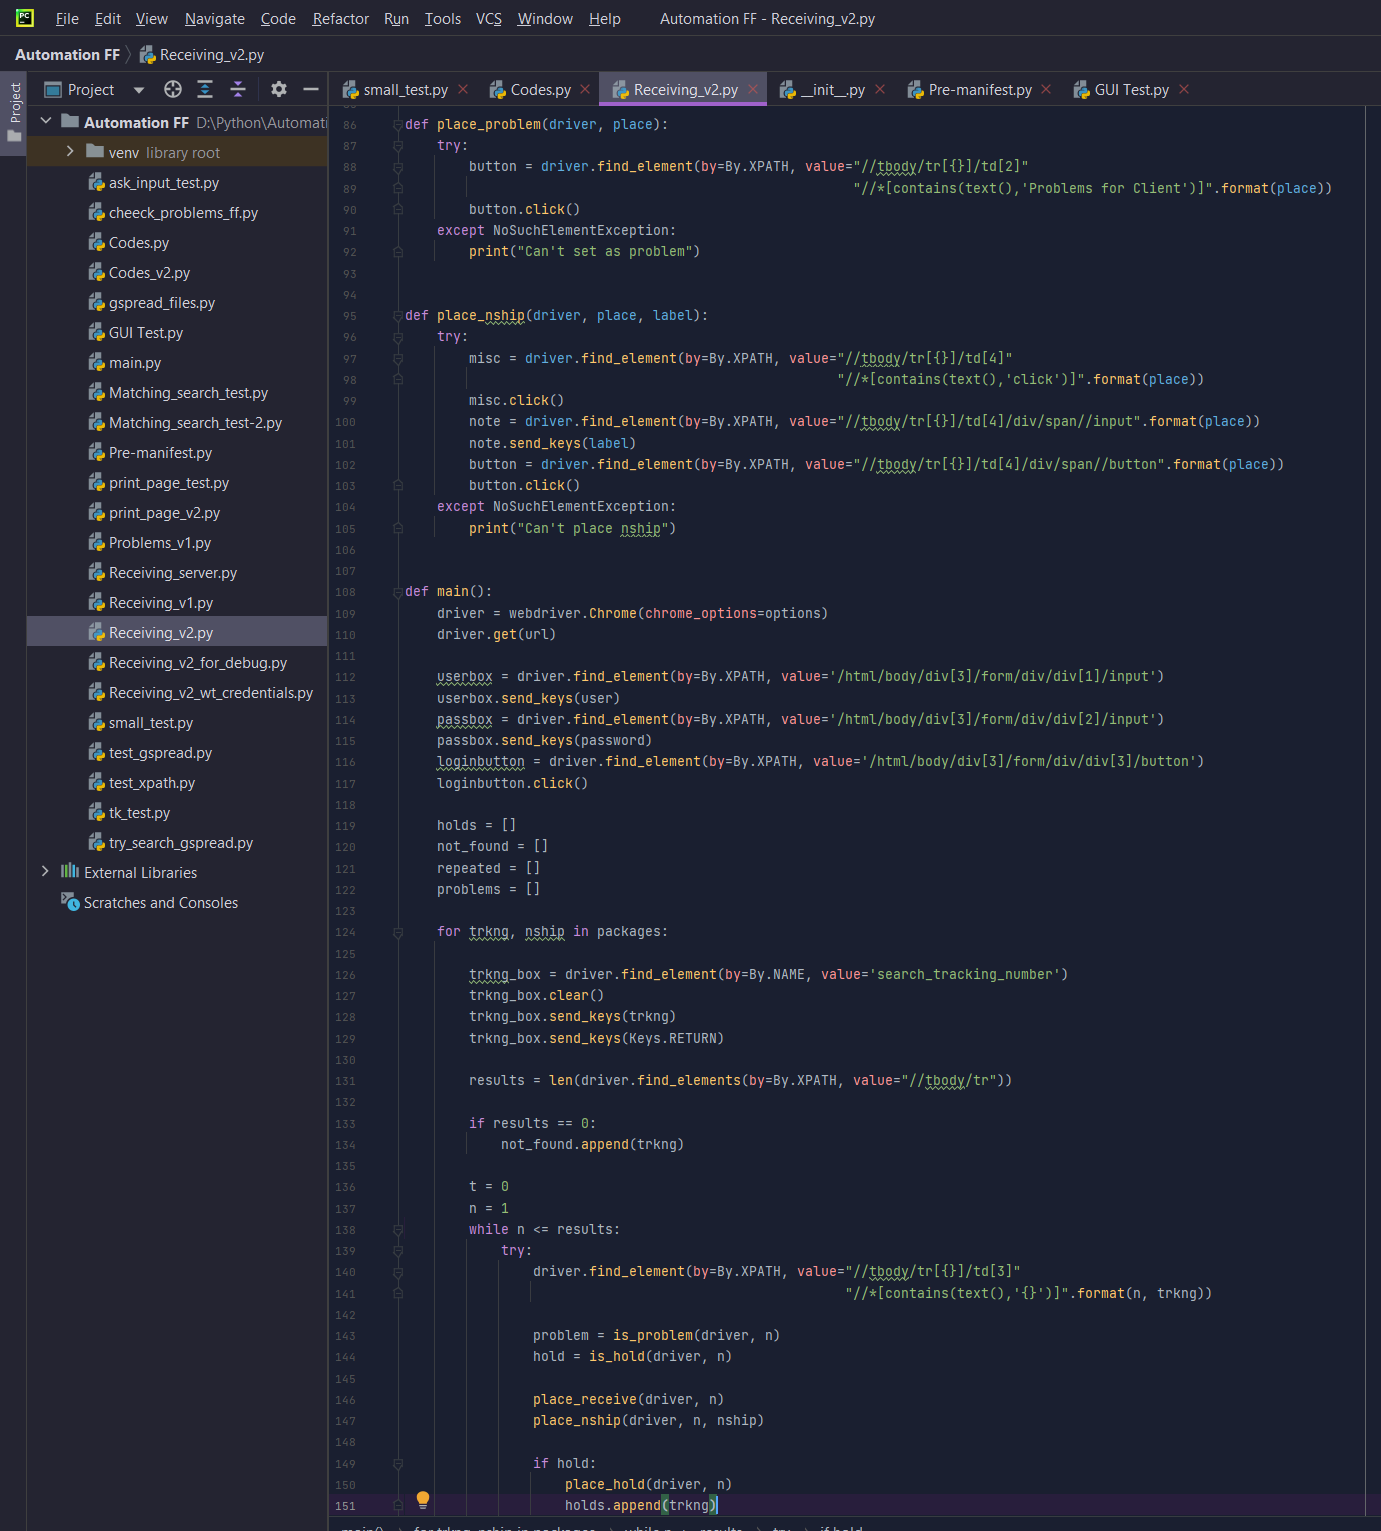 PC
File Edit View Navigate Code Refactor Run Tools VCS Window Help Automation FF - Receiving_v2.py
Automation FF Receiving_v2.py
Project
Project
small_test.py Codes.py Receiving_v2.py __init__.py Pre-manifest.py GUI Test.py
Automation FF D:\Python\Automati
venv library root
ask_input_test.py
cheeck_problems_ff.py
Codes.py
Codes_v2.py
gspread_files.py
GUI Test.py
main.py
Matching_search_test.py
Matching_search_test-2.py
Pre-manifest.py
print_page_test.py
print_page_v2.py
Problems_v1.py
Receiving_server.py
Receiving_v1.py
Receiving_v2.py
Receiving_v2_for_debug.py
Receiving_v2_wt_credentials.py
small_test.py
test_gspread.py
test_xpath.py
tk_test.py
try_search_gspread.py
External Libraries
Scratches and Consoles
86 def place_problem(driver, place):
87 try:
88 button = driver.find_element(by=By.XPATH, value="//tbody/tr[{}]/td[2]"
89 "//*[contains(text(),'Problems for Client')]".format(place))
90 button.click()
91 except NoSuchElementException:
92 print("Can't set as problem")
93
94
95 def place_nship(driver, place, label):
96 try:
97 misc = driver.find_element(by=By.XPATH, value="//tbody/tr[{}]/td[4]"
98 "//*[contains(text(),'click')]".format(place))
99 misc.click()
100 note = driver.find_element(by=By.XPATH, value="//tbody/tr[{}]/td[4]/div/span//input".format(place))
101 note.send_keys(label)
102 button = driver.find_element(by=By.XPATH, value="//tbody/tr[{}]/td[4]/div/span//button".format(place))
103 button.click()
104 except NoSuchElementException:
105 print("Can't place nship")
106
107
108 def main():
109 driver = webdriver.Chrome(chrome_options=options)
110 driver.get(url)
111
112 userbox = driver.find_element(by=By.XPATH, value='/html/body/div[3]/form/div/div[1]/input')
113 userbox.send_keys(user)
114 passbox = driver.find_element(by=By.XPATH, value='/html/body/div[3]/form/div/div[2]/input')
115 passbox.send_keys(password)
116 loginbutton = driver.find_element(by=By.XPATH, value='/html/body/div[3]/form/div/div[3]/button')
117 loginbutton.click()
118
119 holds = []
120 not_found = []
121 repeated = []
122 problems = []
123
124 for trkng, nship in packages:
125
126 trkng_box = driver.find_element(by=By.NAME, value='search_tracking_number')
127 trkng_box.clear()
128 trkng_box.send_keys(trkng)
129 trkng_box.send_keys(Keys.RETURN)
130
131 results = len(driver.find_elements(by=By.XPATH, value="//tbody/tr"))
132
133 if results == 0:
134 not_found.append(trkng)
135
136 t = 0
137 n = 1
138 while n <= results:
139 try:
140 driver.find_element(by=By.XPATH, value="//tbody/tr[{}]/td[3]"
141 "//*[contains(text(),'{}')]".format(n, trkng))
142
143 problem = is_problem(driver, n)
144 hold = is_hold(driver, n)
145
146 place_receive(driver, n)
147 place_nship(driver, n, nship)
148
149 if hold:
150 place_hold(driver, n)
151 holds.append(trkng)